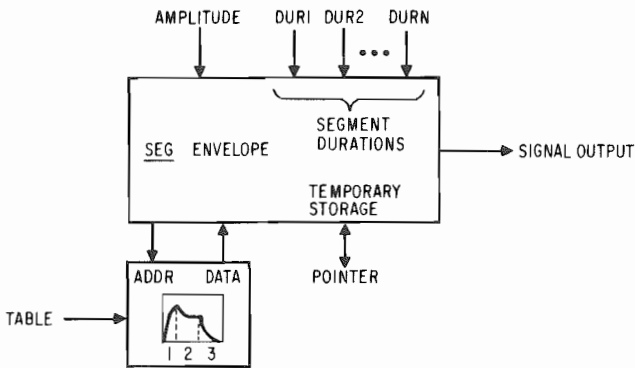 AMPLITUDE DUR1 DUR2 ••• DURN
SEG ENVELOPE
SEGMENT
DURATIONS
SIGNAL OUTPUT
TEMPORARY
STORAGE
ADDR DATA
POINTER
TABLE
1 2 3